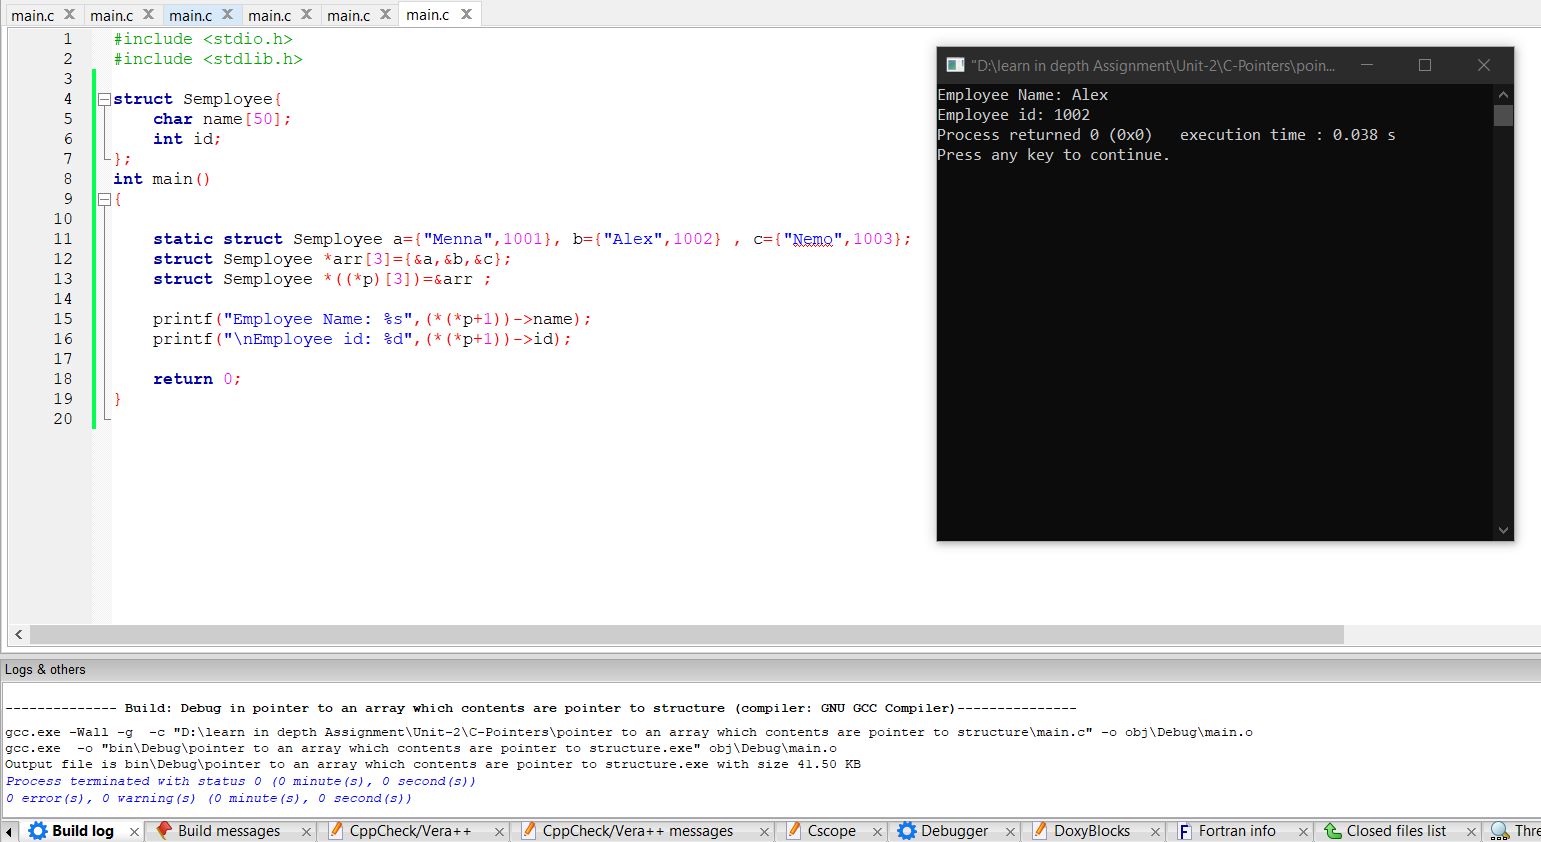 main.c X main.c X main.c X main.c X main.c X main.c X
1 #include <stdio.h>
2 #include <stdlib.h>
3
4 struct Semployee{
5 char name[50];
6 int id;
7 };
8 int main()
9 {
10
11 static struct Semployee a={"Menna",1001}, b={"Alex",1002} , c={"Nemo",1003};
12 struct Semployee *arr[3]={&a,&b,&c};
13 struct Semployee *((*p)[3])=&arr ;
14
15 printf("Employee Name: %s",(*(*p+1))->name);
16 printf("\nEmployee id: %d",(*(*p+1))->id);
17
18 return 0;
19 }
20
"D:\learn in depth Assignment\Unit-2\C-Pointers\poin...
Employee Name: Alex
Employee id: 1002
Process returned 0 (0x0)   execution time : 0.038 s
Press any key to continue.
Logs & others
-------------- Build: Debug in pointer to an array which contents are pointer to structure (compiler: GNU GCC Compiler)---------------
gcc.exe -Wall -g  -c "D:\learn in depth Assignment\Unit-2\C-Pointers\pointer to an array which contents are pointer to structure\main.c" -o obj\Debug\main.o
gcc.exe  -o "bin\Debug\pointer to an array which contents are pointer to structure.exe" obj\Debug\main.o
Output file is bin\Debug\pointer to an array which contents are pointer to structure.exe with size 41.50 KB
Process terminated with status 0 (0 minute(s), 0 second(s))
0 error(s), 0 warning(s) (0 minute(s), 0 second(s))
Build log Build messages CppCheck/Vera++ CppCheck/Vera++ messages Cscope Debugger DoxyBlocks F Fortran info Closed files list Thre